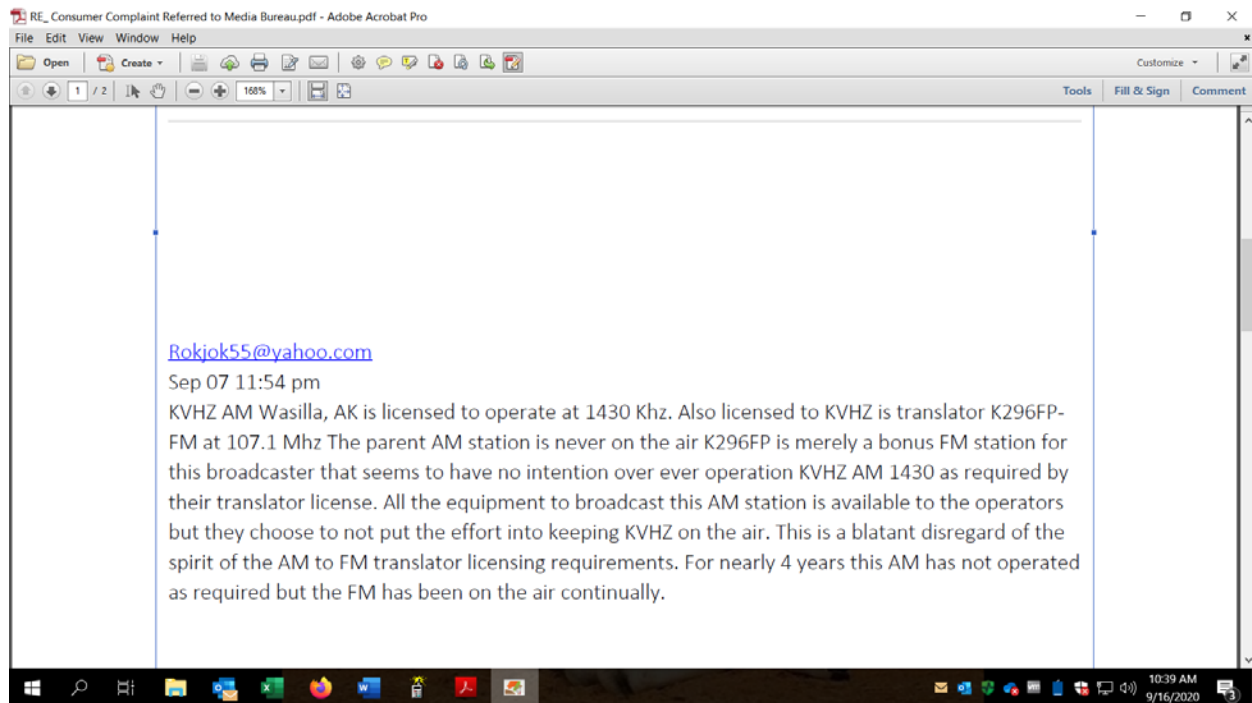 RE_ Consumer Complaint Referred to Media Bureau.pdf - Adobe Acrobat Pro
File Edit View Window Help
Open Create Customize
1 / 2 168% Tools Fill & Sign Comment
Rokjok55@yahoo.com
Sep 07 11:54 pm
KVHZ AM Wasilla, AK is licensed to operate at 1430 Khz. Also licensed to KVHZ is translator K296FP-
FM at 107.1 Mhz The parent AM station is never on the air K296FP is merely a bonus FM station for
this broadcaster that seems to have no intention over ever operation KVHZ AM 1430 as required by
their translator license. All the equipment to broadcast this AM station is available to the operators
but they choose to not put the effort into keeping KVHZ on the air. This is a blatant disregard of the
spirit of the AM to FM translator licensing requirements. For nearly 4 years this AM has not operated
as required but the FM has been on the air continually.
10:39 AM
9/16/2020
3